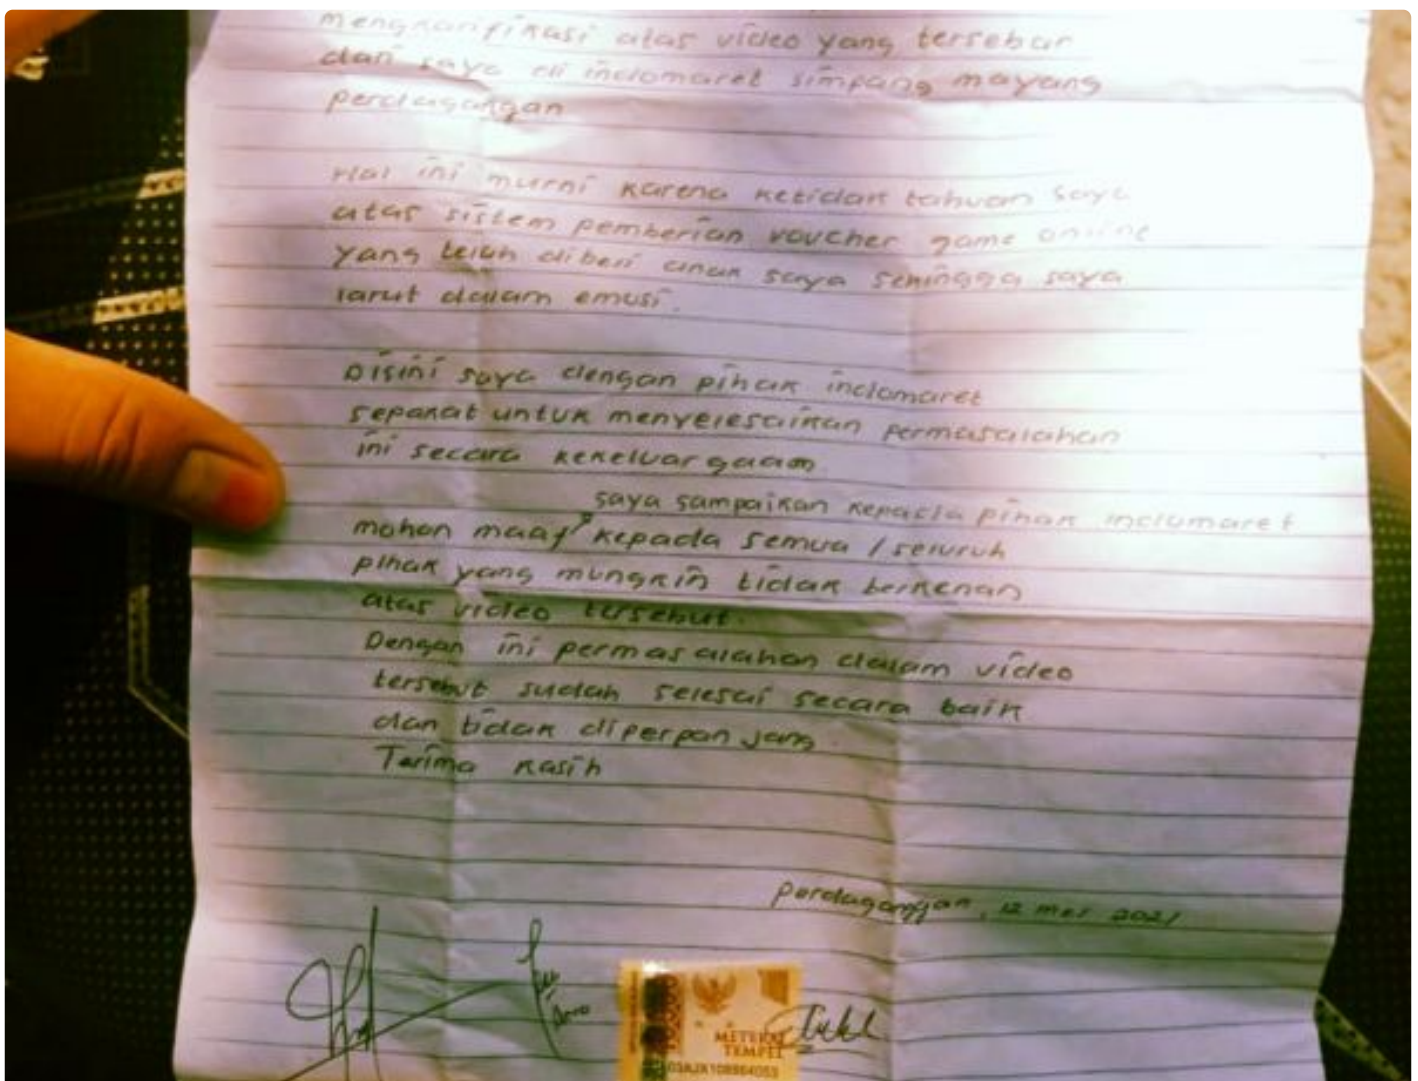 mengklarifikasi atas video yang tersebar
dari saya di indomaret simpang mayang
perdagangan
Hal ini murni karena ketidak tahuan saya
atas sistem pemberian voucher game online
yang telah diberi anak saya sehingga saya
larut dalam emosi.
Disini saya dengan pihak indomaret
sepakat untuk menyelesaikan permasalahan
ini secara kekeluargaan.
saya sampaikan kepada pihak indomaret
mohon maaf kepada semua / seluruh
pihak yang mungkin tidak berkenan
atas video tersebut.
Dengan ini permasalahan dalam video
tersebut sudah selesai secara baik
dan tidak diperpanjang.
Terima kasih
Perdagangan, 12 mei 2021
METERAI
TEMPEL